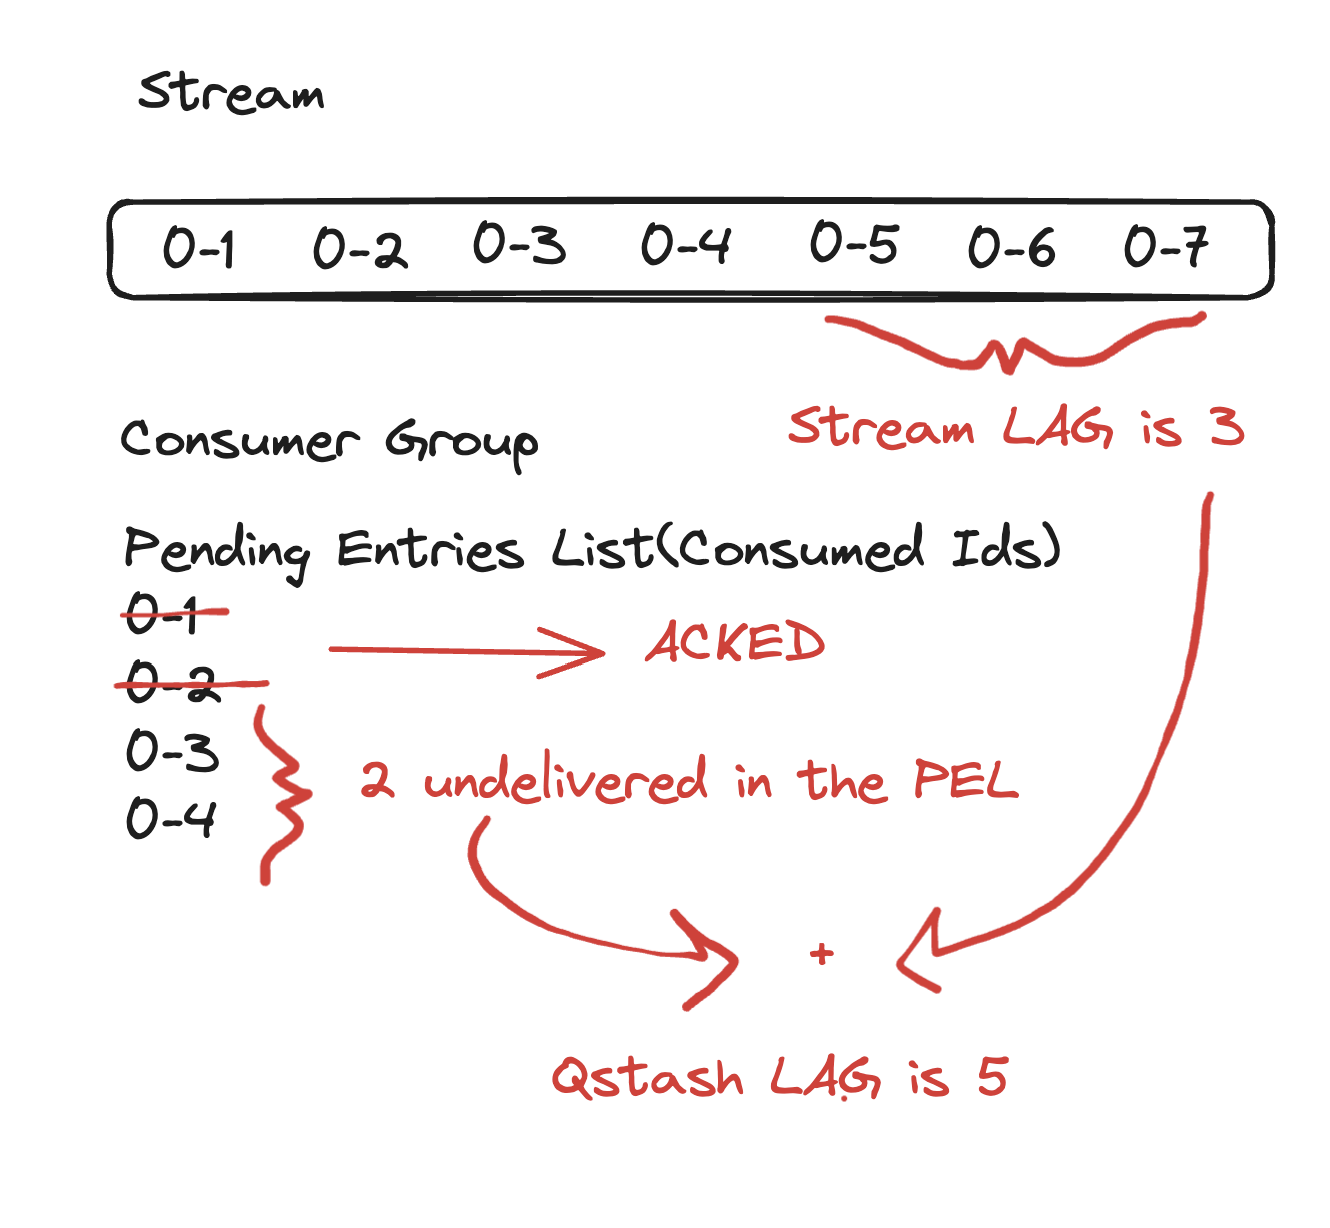 Stream
0-1 0-2 0-3 0-4 0-5 0-6 0-7
Stream LAG is 3
Consumer Group
Pending Entries List(Consumed Ids)
0-1
ACKED
0-2
0-3
2 undelivered in the PEL
0-4
+
Qstash LAG is 5